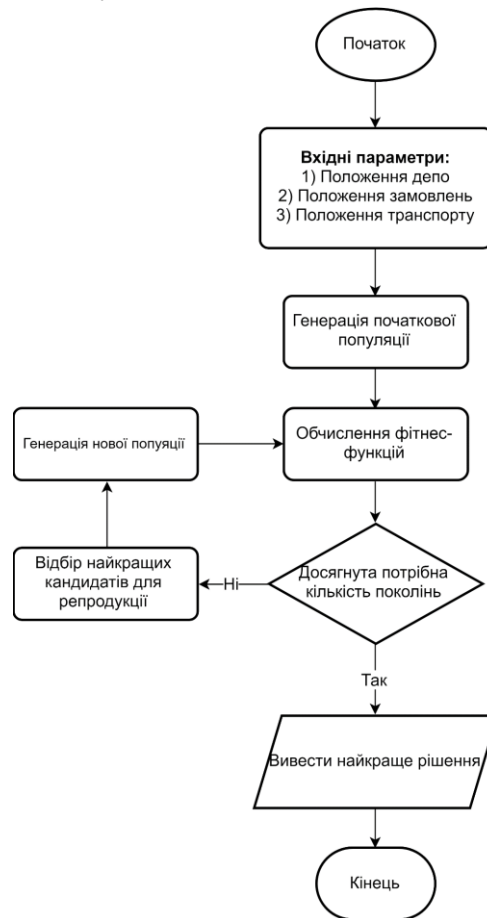 Початок
Вхідні параметри:
1) Положення депо
2) Положення замовлень
3) Положення транспорту
Генерація початкової
популяції
Обчислення фітнес-
функцій
Генерація нової попуяції
Відбір найкращих
кандидатів для
репродукції
Ні
Досягнута потрібна
кількість поколінь
Так
Вивести найкраще рішення
Кінець